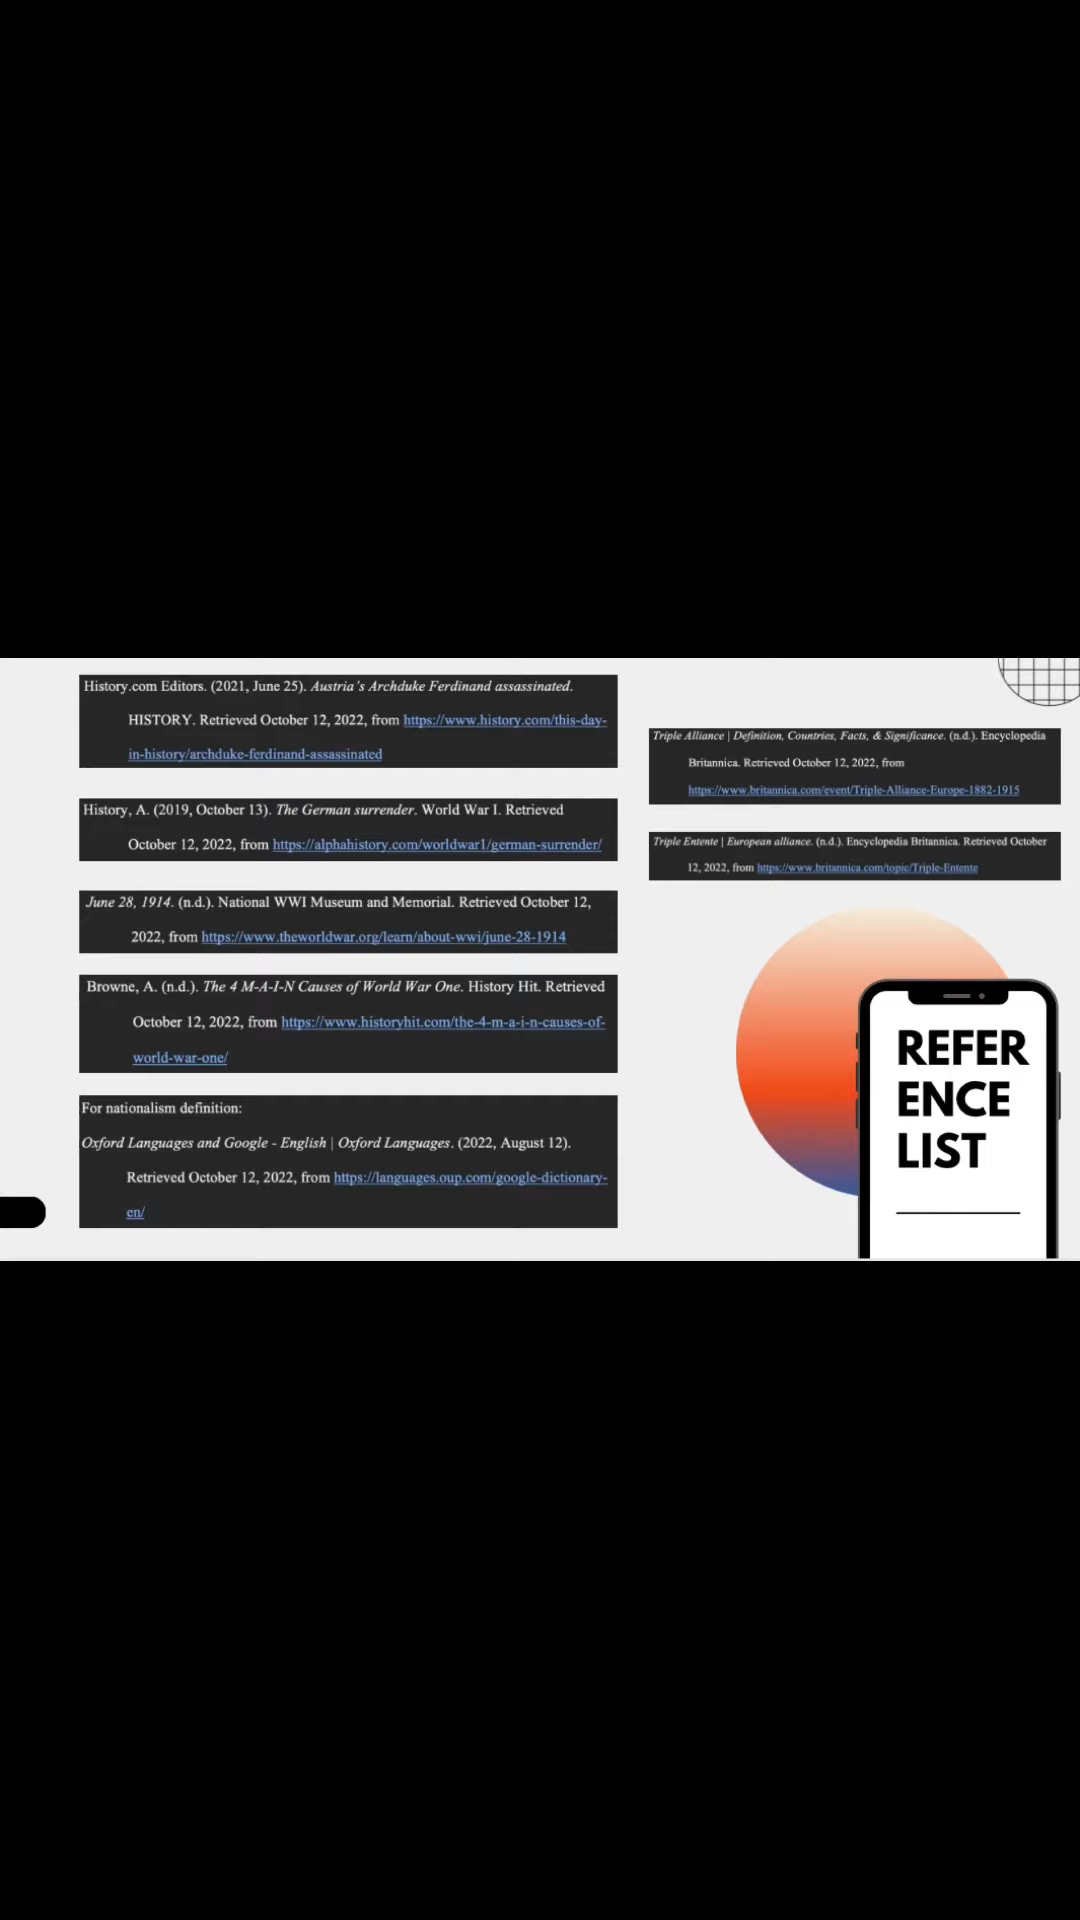 History.com Editors. (2021, June 25). Austria's Archduke Ferdinand assassinated.
HISTORY. Retrieved October 12, 2022, from https://www.history.com/this-day-
in-history/archduke-ferdinand-assassinated
History, A. (2019, October 13). The German surrender. World War I. Retrieved
October 12, 2022, from https://alphahistory.com/worldwar1/german-surrender/
June 28, 1914. (n.d.). National WWI Museum and Memorial. Retrieved October 12,
2022, from https://www.theworldwar.org/learn/about-wwi/june-28-1914
Browne, A. (n.d.). The 4 M-A-I-N Causes of World War One. History Hit. Retrieved
October 12, 2022, from https://www.historyhit.com/the-4-m-a-i-n-causes-of-
world-war-one/
For nationalism definition:
Oxford Languages and Google - English | Oxford Languages. (2022, August 12).
Retrieved October 12, 2022, from https://languages.oup.com/google-dictionary-
en/
Triple Alliance | Definition, Countries, Facts, & Significance. (n.d.). Encyclopedia
Britannica. Retrieved October 12, 2022, from
https://www.britannica.com/event/Triple-Alliance-Europe-1882-1915
Triple Entente | European alliance. (n.d.). Encyclopedia Britannica. Retrieved October
12, 2022, from https://www.britannica.com/topic/Triple-Entente
REFER
ENCE
LIST